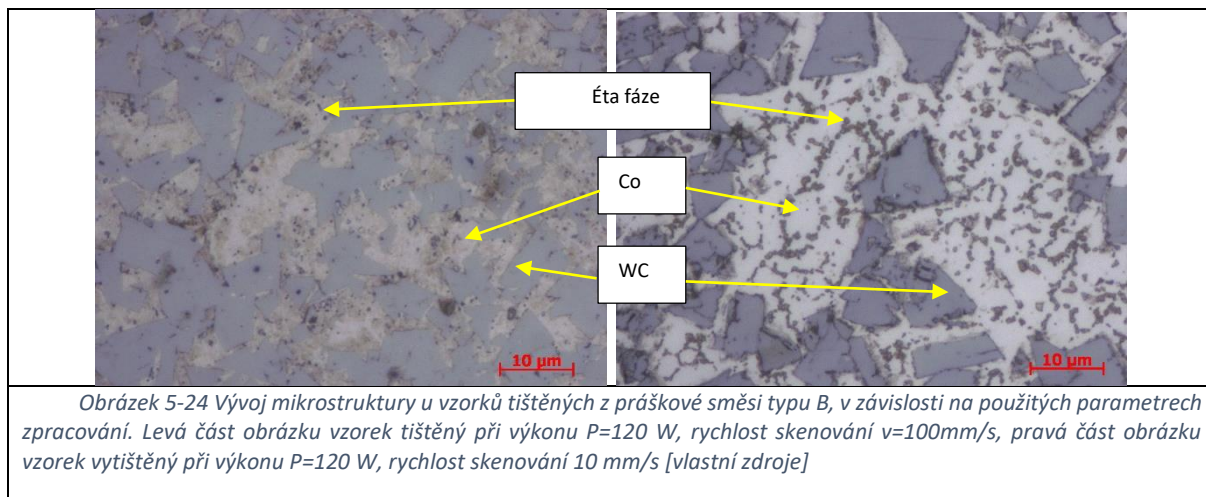 Éta fáze
Co
WC
10 µm
10 µm
Obrázek 5-24 Vývoj mikrostruktury u vzorků tištěných z práškové směsi typu B, v závislosti na použitých parametrech
zpracování. Levá část obrázku vzorek tištěný při výkonu P=120 W, rychlost skenování v=100mm/s, pravá část obrázku
vzorek vytištěný při výkonu P=120 W, rychlost skenování 10 mm/s [vlastní zdroje]